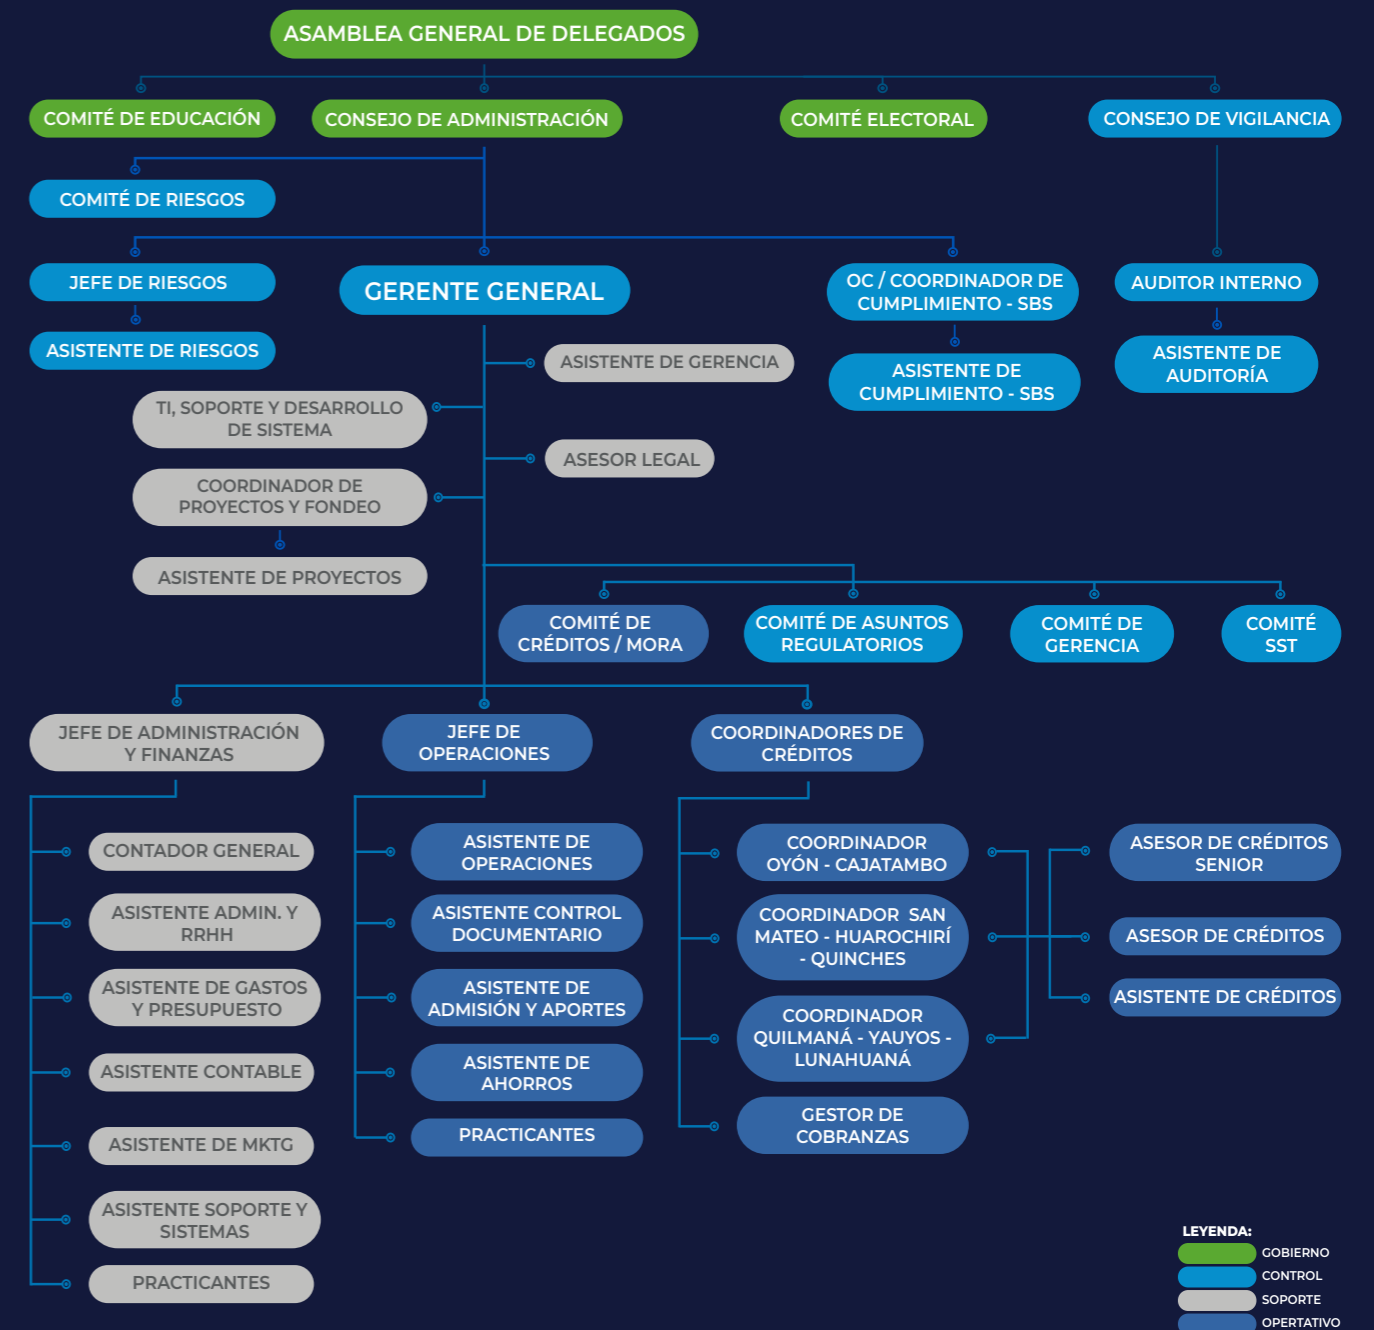 ASAMBLEA GENERAL DE DELEGADOS
COMITÉ DE EDUCACIÓN
CONSEJO DE ADMINISTRACIÓN
COMITÉ ELECTORAL
CONSEJO DE VIGILANCIA
COMITÉ DE RIESGOS
JEFE DE RIESGOS
GERENTE GENERAL
OC / COORDINADOR DE
CUMPLIMIENTO - SBS
AUDITOR INTERNO
ASISTENTE DE RIESGOS
ASISTENTE DE
CUMPLIMIENTO - SBS
ASISTENTE DE
AUDITORÍA
ASISTENTE DE GERENCIA
TI, SOPORTE Y DESARROLLO
DE SISTEMA
ASESOR LEGAL
COORDINADOR DE
PROYECTOS Y FONDEO
ASISTENTE DE PROYECTOS
COMITÉ DE
CRÉDITOS / MORA
COMITÉ DE ASUNTOS
REGULATORIOS
COMITÉ DE
GERENCIA
COMITÉ
SST
JEFE DE ADMINISTRACIÓN
Y FINANZAS
JEFE DE
OPERACIONES
COORDINADORES DE
CRÉDITOS
CONTADOR GENERAL
ASISTENTE ADMIN. Y
RRHH
ASISTENTE DE GASTOS
Y PRESUPUESTO
ASISTENTE CONTABLE
ASISTENTE DE MKTG
ASISTENTE SOPORTE Y
SISTEMAS
PRACTICANTES
ASISTENTE DE
OPERACIONES
ASISTENTE CONTROL
DOCUMENTARIO
ASISTENTE DE
ADMISIÓN Y APORTES
ASISTENTE DE
AHORROS
PRACTICANTES
COORDINADOR
OYÓN - CAJATAMBO
COORDINADOR SAN
MATEO - HUAROCHIRÍ
- QUINCHES
COORDINADOR
QUILMANÁ - YAUYOS -
LUNAHUANÁ
GESTOR DE
COBRANZAS
ASESOR DE CRÉDITOS
SENIOR
ASESOR DE CRÉDITOS
ASISTENTE DE CRÉDITOS
LEYENDA:
GOBIERNO
CONTROL
SOPORTE
OPERTATIVO